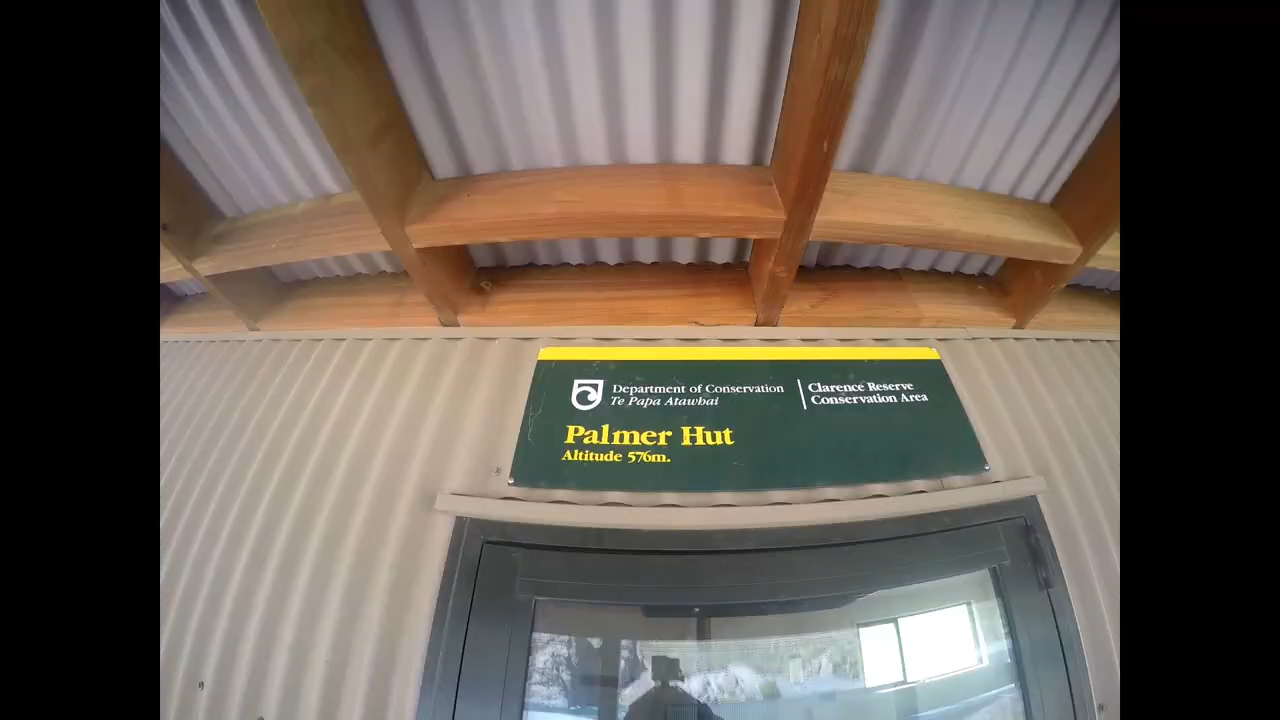 Department of Conservation
Te Papa Atawhai
Clarence Reserve
Conservation Area
Palmer Hut
Altitude 576m.